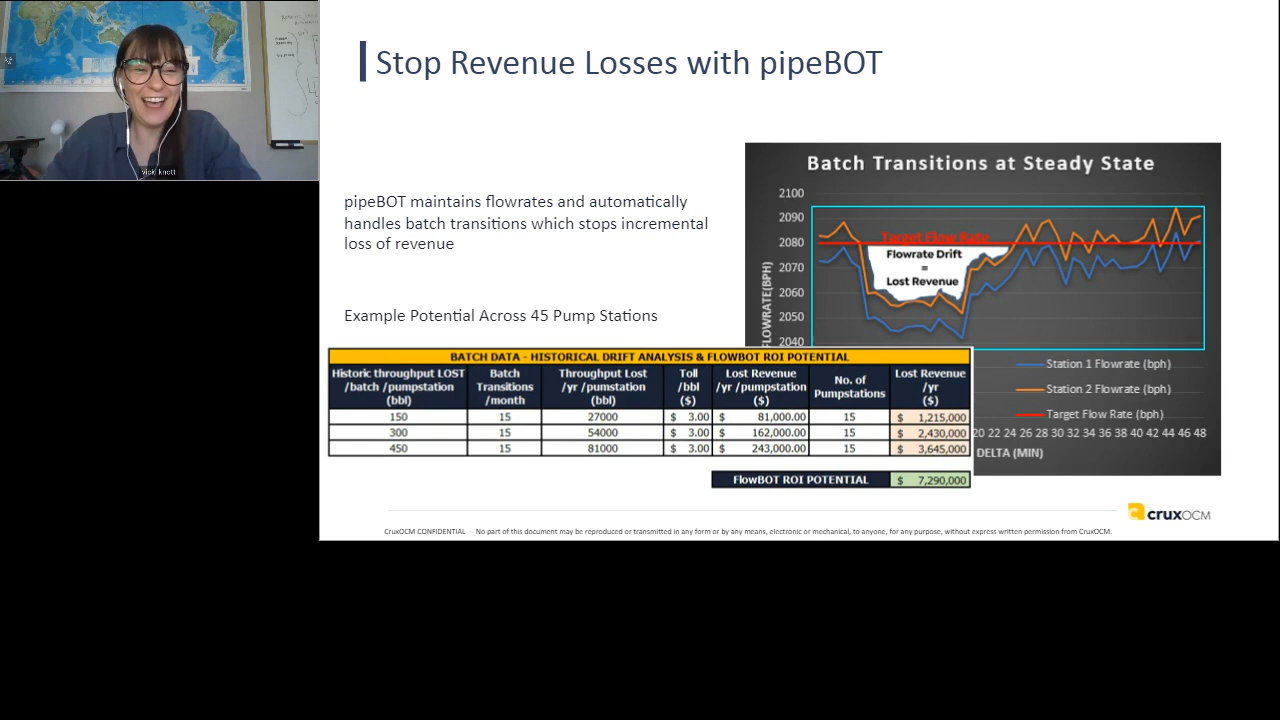 vicki knott
Stop Revenue Losses with pipeBOT
pipeBOT maintains flowrates and automatically
handles batch transitions which stops incremental
loss of revenue
Example Potential Across 45 Pump Stations
Batch Transitions at Steady State
2100
2090
2080
2070
2060
2050
2040
FLOWRATE(BPH)
Target Flow Rate
Flowrate Drift
=
Lost Revenue
Station 1 Flowrate (bph)
Station 2 Flowrate (bph)
Target Flow Rate (bph)
20 22 24 26 28 30 32 34 36 38 40 42 44 46 48
DELTA (MIN)
BATCH DATA - HISTORICAL DRIFT ANALYSIS & FLOWBOT ROI POTENTIAL
Historic throughput LOST /batch /pumpstation (bbl) Batch Transitions /month Throughput Lost /yr /pumstation (bbl) Toll /bbl ($) Lost Revenue /yr /pumpstation ($) No. of Pumpstations Lost Revenue /yr ($)
150 15 27000 $ 3.00 $ 81,000.00 15 $ 1,215,000
300 15 54000 $ 3.00 $ 162,000.00 15 $ 2,430,000
450 15 81000 $ 3.00 $ 243,000.00 15 $ 3,645,000
FlowBOT ROI POTENTIAL $ 7,290,000
cruxOCM
CruxOCM CONFIDENTIAL — No part of this document may be reproduced or transmitted in any form or by any means, electronic or mechanical, to anyone, for any purpose, without express written permission from CruxOCM.